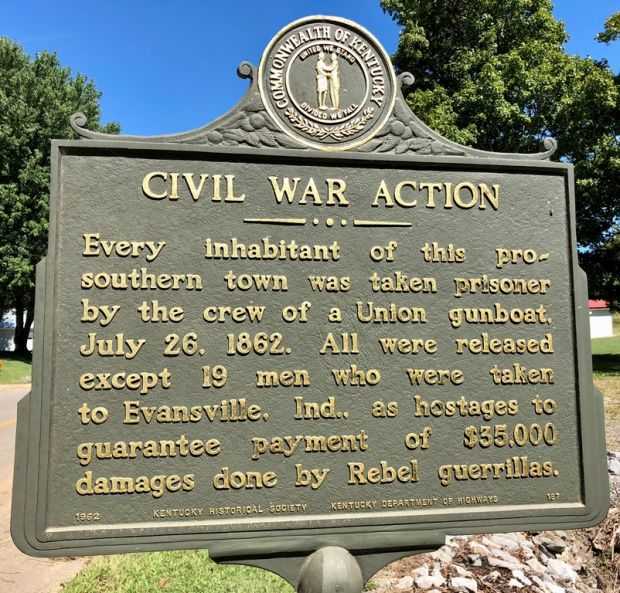 COMMONWEALTH OF KENTUCKY
UNITED WE STAND
DIVIDED WE FALL
CIVIL WAR ACTION
Every inhabitant of this pro-
southern town was taken prisoner
by the crew of a Union gunboat,
July 26, 1862. All were released
except 19 men who were taken
to Evansville, Ind., as hostages to
guarantee payment of $35,000
damages done by Rebel guerrillas.
1962 KENTUCKY HISTORICAL SOCIETY KENTUCKY DEPARTMENT OF HIGHWAYS 187